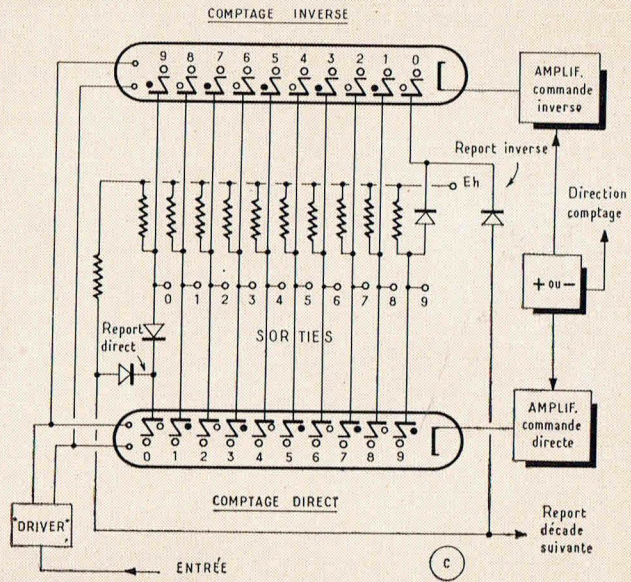 COMPTAGE INVERSE
9 8 7 6 5 4 3 2 1 0
AMPLIF.
commande
inverse
Report inverse
Eh
Direction
comptage
+ ou −
0 1 2 3 4 5 6 7 8 9
SORTIES
Report
direct
AMPLIF.
commande
directe
0 1 2 3 4 5 6 7 8 9
COMPTAGE DIRECT
"DRIVER"
ENTRÉE
C
Report
décade
suivante